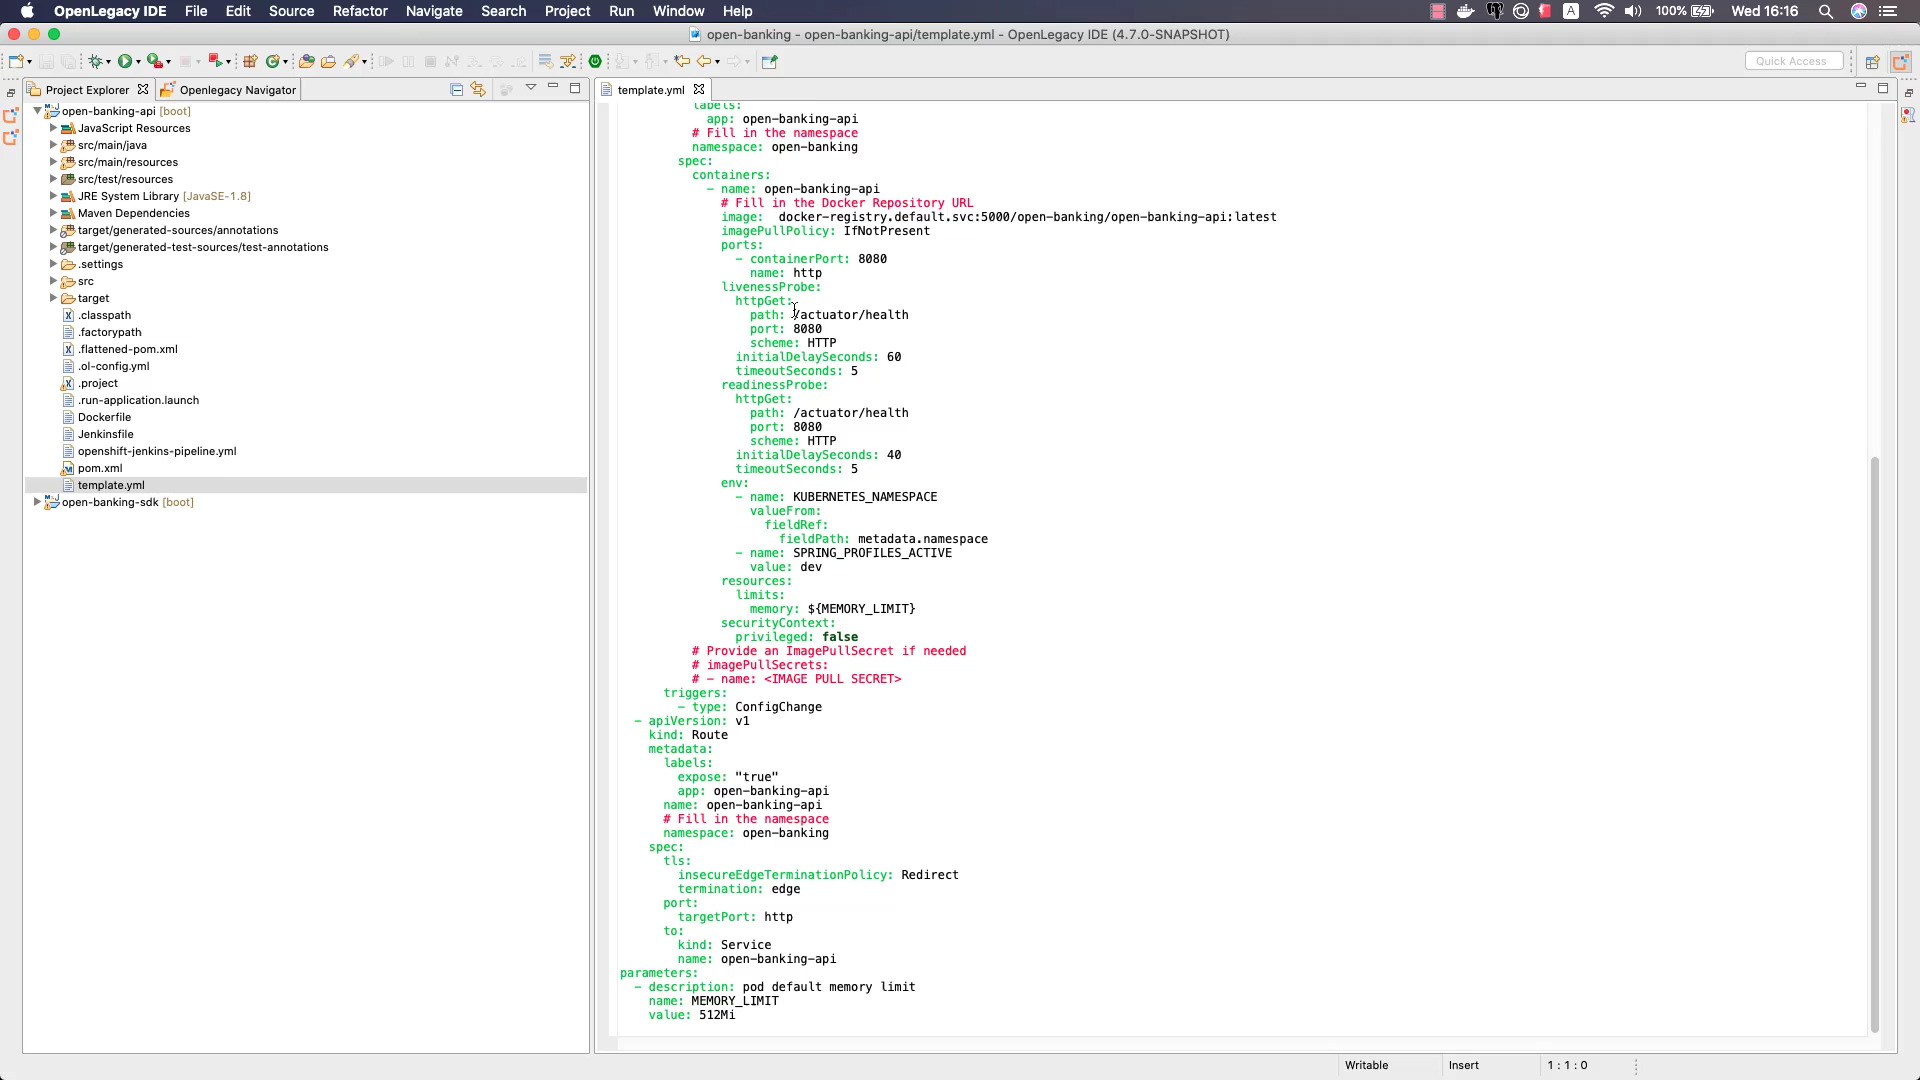 OpenLegacy IDE File Edit Source Refactor Navigate Search Project Run Window Help
A 100% Wed 16:16
open-banking - open-banking-api/template.yml - OpenLegacy IDE (4.7.0-SNAPSHOT)
Quick Access
Project Explorer Openlegacy Navigator
open-banking-api [boot]
JavaScript Resources
src/main/java
src/main/resources
src/test/resources
JRE System Library [JavaSE-1.8]
Maven Dependencies
target/generated-sources/annotations
target/generated-test-sources/test-annotations
.settings
src
target
.classpath
.factorypath
.flattened-pom.xml
.ol-config.yml
.project
.run-application.launch
Dockerfile
Jenkinsfile
openshift-jenkins-pipeline.yml
pom.xml
template.yml
open-banking-sdk [boot]
template.yml
labels:
app: open-banking-api
# Fill in the namespace
namespace: open-banking
spec:
containers:
- name: open-banking-api
# Fill in the Docker Repository URL
image:  docker-registry.default.svc:5000/open-banking/open-banking-api:latest
imagePullPolicy: IfNotPresent
ports:
- containerPort: 8080
name: http
livenessProbe:
httpGet:
path: /actuator/health
port: 8080
scheme: HTTP
initialDelaySeconds: 60
timeoutSeconds: 5
readinessProbe:
httpGet:
path: /actuator/health
port: 8080
scheme: HTTP
initialDelaySeconds: 40
timeoutSeconds: 5
env:
- name: KUBERNETES_NAMESPACE
valueFrom:
fieldRef:
fieldPath: metadata.namespace
- name: SPRING_PROFILES_ACTIVE
value: dev
resources:
limits:
memory: ${MEMORY_LIMIT}
securityContext:
privileged: false
# Provide an ImagePullSecret if needed
# imagePullSecrets:
# - name: <IMAGE PULL SECRET>
triggers:
- type: ConfigChange
- apiVersion: v1
kind: Route
metadata:
labels:
expose: "true"
app: open-banking-api
name: open-banking-api
# Fill in the namespace
namespace: open-banking
spec:
tls:
insecureEdgeTerminationPolicy: Redirect
termination: edge
port:
targetPort: http
to:
kind: Service
name: open-banking-api
parameters:
- description: pod default memory limit
name: MEMORY_LIMIT
value: 512Mi
Writable Insert 1 : 1 : 0